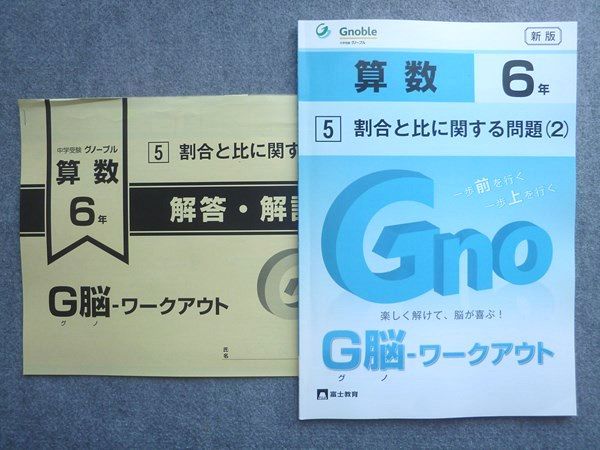 中学受験 グノーブル
算数
6年
5 割合と比に関す
解答・解
G脳-ワークアウト
グ ノ
氏名
Gnoble
中学受験 グノーブル
新版
算数 6年
5 割合と比に関する問題(2)
一歩前を行く
一歩上を行く
Gno
楽しく解けて、脳が喜ぶ!
G脳-ワークアウト
グ ノ
富士教育